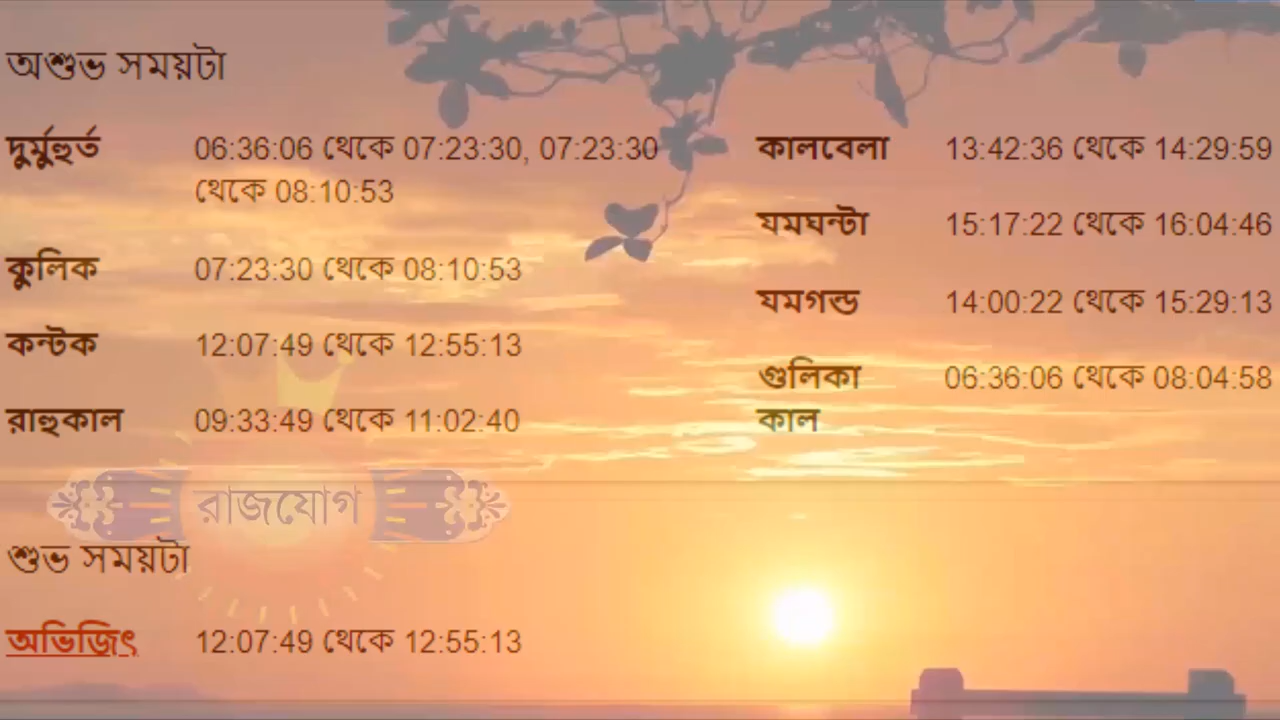 অশুভ সময়টা
দুর্মুহুর্ত 06:36:06 থেকে 07:23:30, 07:23:30
থেকে 08:10:53
কুলিক 07:23:30 থেকে 08:10:53
কন্টক 12:07:49 থেকে 12:55:13
রাহুকাল 09:33:49 থেকে 11:02:40
কালবেলা 13:42:36 থেকে 14:29:59
যমঘন্টা 15:17:22 থেকে 16:04:46
যমগন্ড 14:00:22 থেকে 15:29:13
গুলিকা 06:36:06 থেকে 08:04:58
কাল
রাজযোগ
শুভ সময়টা
অভিজিৎ 12:07:49 থেকে 12:55:13